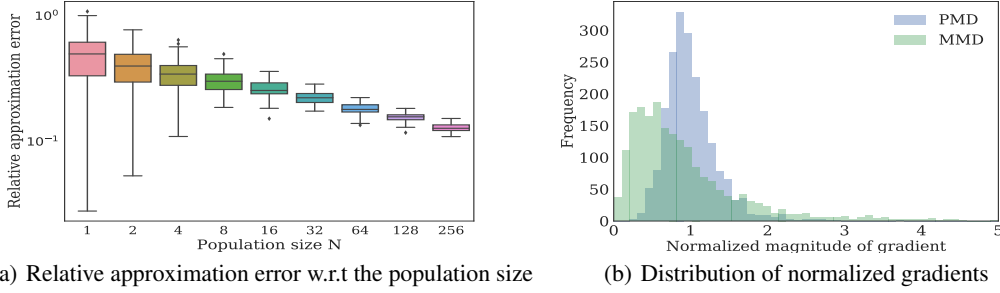 Relative approximation error
10⁰
10⁻¹
1 2 4 8 16 32 64 128 256
Population size N
a) Relative approximation error w.r.t the population size
Frequency
300
250
200
150
100
50
0
PMD
MMD
0 1 2 3 4 5
Normalized magnitude of gradient
(b) Distribution of normalized gradients